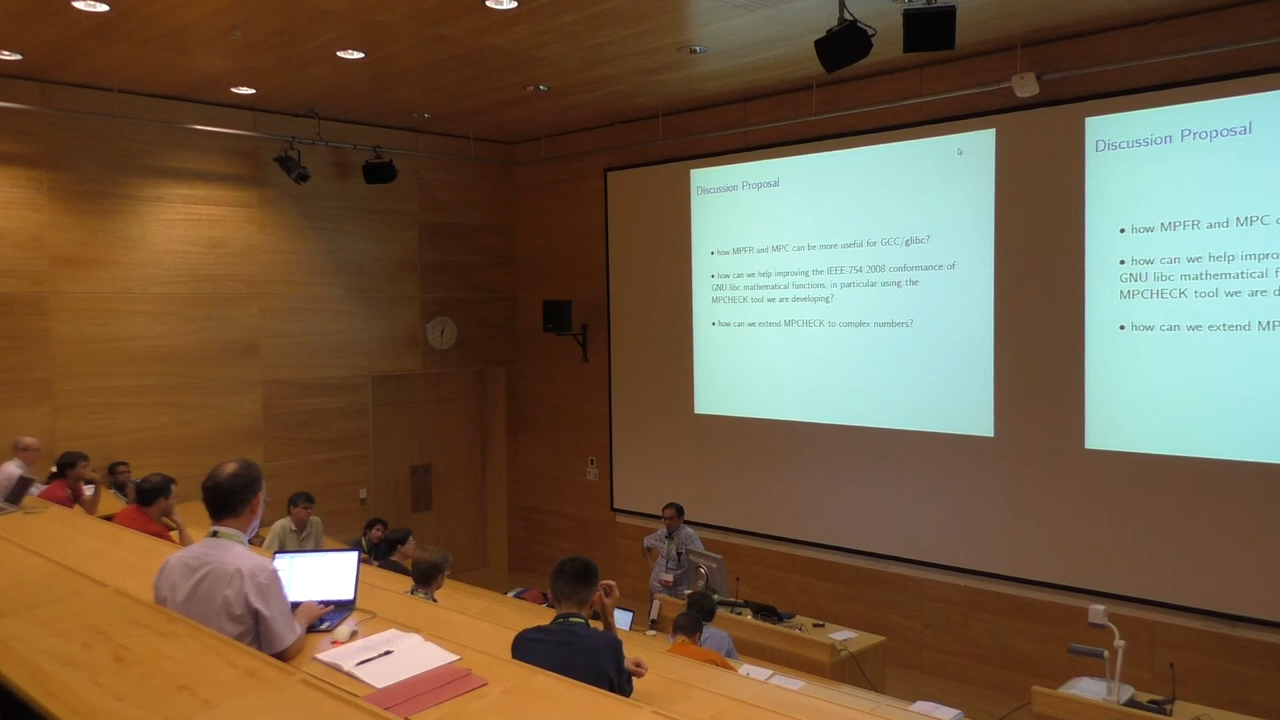 Discussion Proposal
• how MPFR and MPC can be more useful for GCC/glibc?
• how can we help improving the IEEE-754 2008 conformance of
GNU libc mathematical functions, in particular using the
MPCHECK tool we are developing?
• how can we extend MPCHECK to complex numbers?
Discussion Proposal
• how MPFR and MPC
• how can we help impro
GNU libc mathematical f
MPCHECK tool we are d
• how can we extend MP